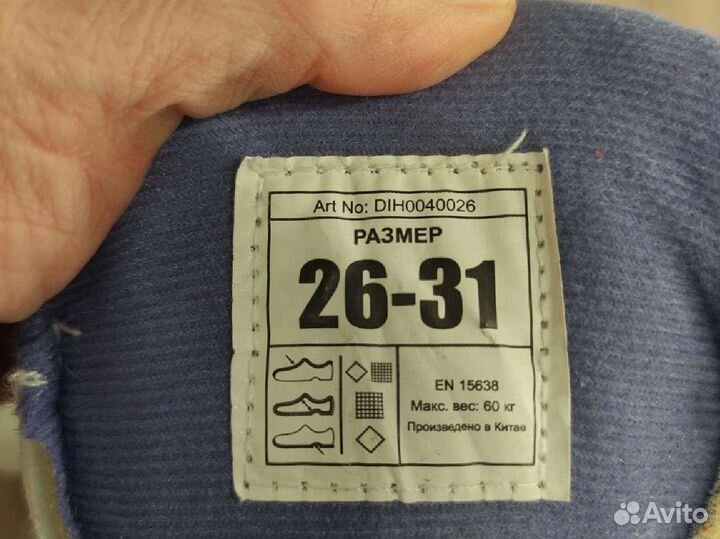 Art No: DIH0040026
РАЗМЕР
26-31
EN 15638
Макс. вес: 60 кг
Произведено в Китае
Avito